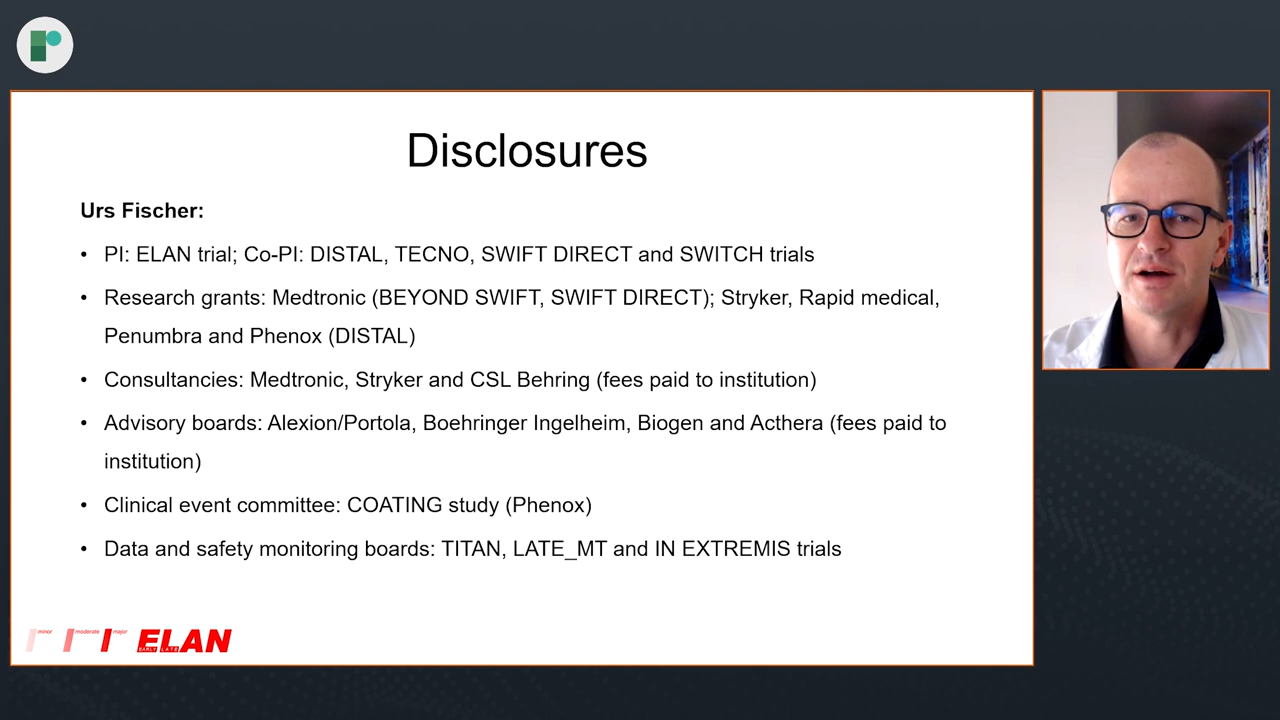 Disclosures
Urs Fischer:
• PI: ELAN trial; Co-PI: DISTAL, TECNO, SWIFT DIRECT and SWITCH trials
• Research grants: Medtronic (BEYOND SWIFT, SWIFT DIRECT); Stryker, Rapid medical,
Penumbra and Phenox (DISTAL)
• Consultancies: Medtronic, Stryker and CSL Behring (fees paid to institution)
• Advisory boards: Alexion/Portola, Boehringer Ingelheim, Biogen and Acthera (fees paid to
institution)
• Clinical event committee: COATING study (Phenox)
• Data and safety monitoring boards: TITAN, LATE_MT and IN EXTREMIS trials
minor moderate major ELAN
EARLY LATE